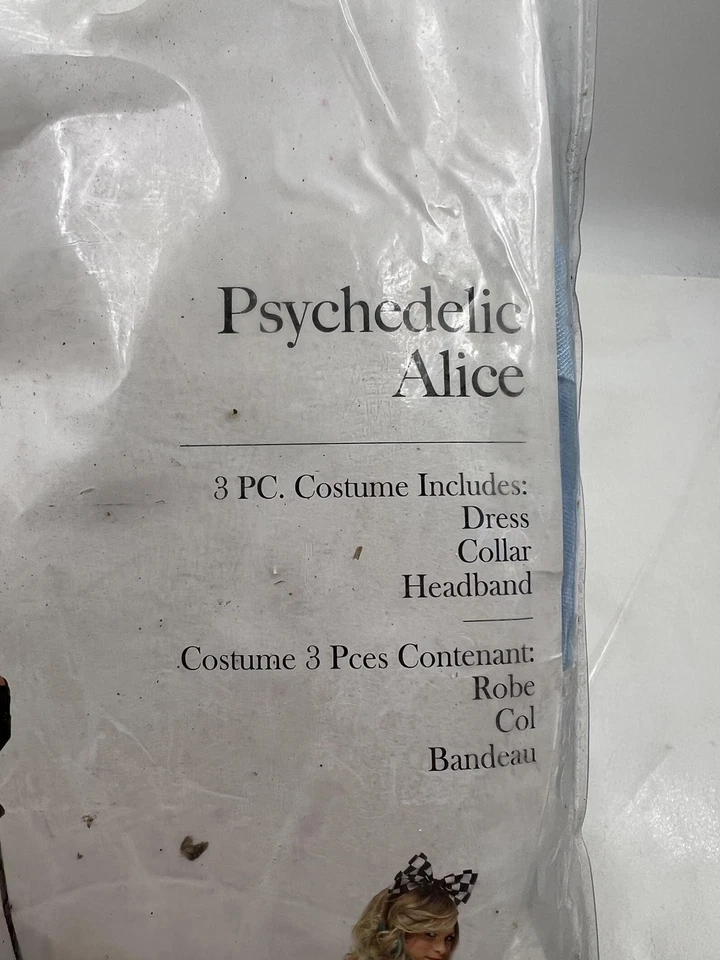 Psychedelic
Alice
3 PC. Costume Includes:
Dress
Collar
Headband
Costume 3 Pces Contenant:
Robe
Col
Bandeau